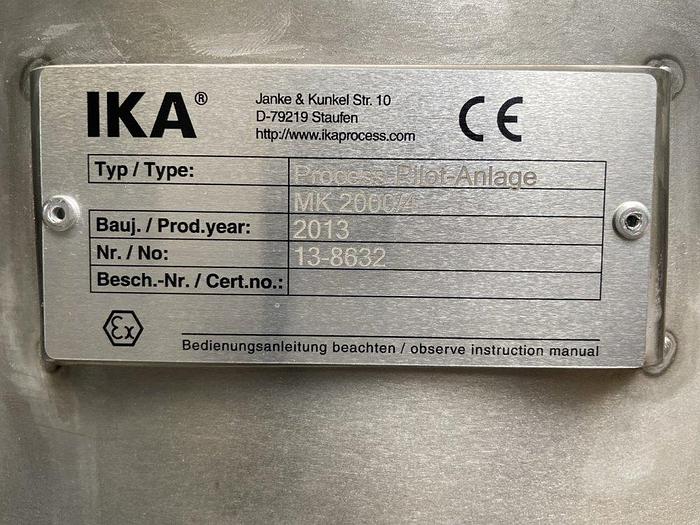 IKA®
Janke & Kunkel Str. 10
D-79219 Staufen
http://www.ikaprocess.com
CE
Typ / Type: Process Pilot-Anlage
MK 2000/4
Bauj. / Prod.year: 2013
Nr. / No: 13-8632
Besch.-Nr. / Cert.no.:
Ex
Bedienungsanleitung beachten / observe instruction manual